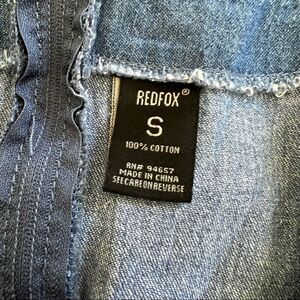 REDFOX®
S
100% COTTON
RN# 94657
MADE IN CHINA
SEECAREONREVERSE